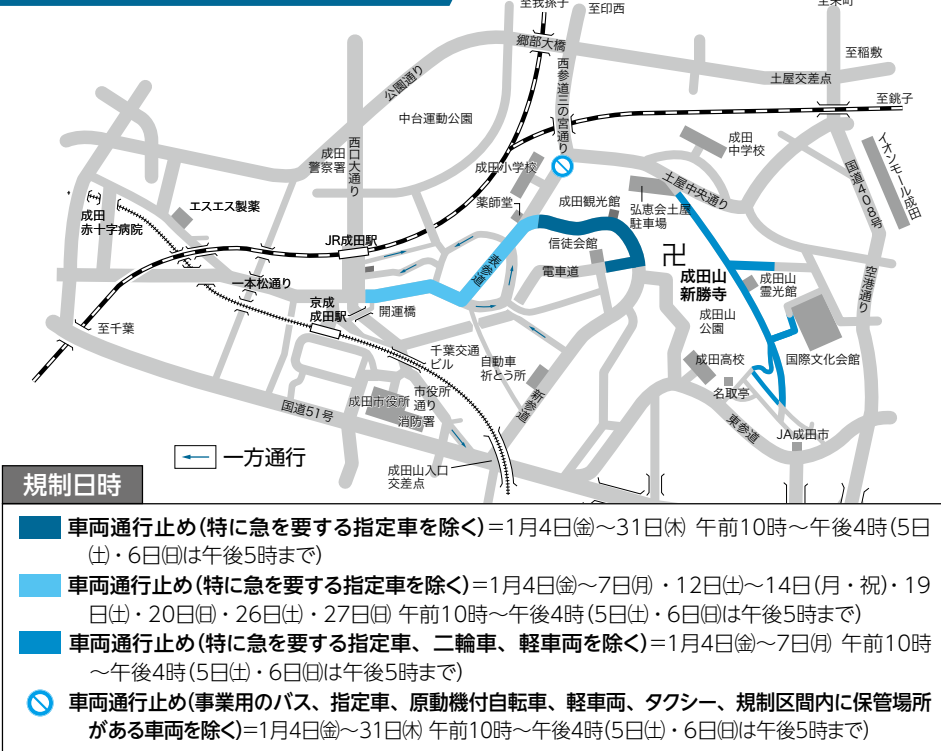 至我孫子
至印西
至栄町
郷部大橋
至稲敷
公園通り
西参道三の宮通り
土屋交差点
至銚子
中台運動公園
西口大通り
成田
警察署
成田小学校
成田
中学校
国道408号
イオンモール成田
土屋中央通り
薬師堂
成田観光館
弘恵会土屋
駐車場
エスエス製薬
成田
赤十字病院
JR成田駅
信徒会館
表参道
電車道
卍
成田山
新勝寺
成田山
霊光館
空港通り
一本松通り
京成
成田駅
開運橋
成田山
公園
至千葉
千葉交通
ビル
自動車
祈とう所
成田高校
国際文化会館
名取亭
新参道
市役所
通り
成田市役所
消防署
国道51号
東参道
JA成田市
一方通行
成田山入口
交差点
規制日時
車両通行止め(特に急を要する指定車を除く)=1月4日㈮～31日㈭ 午前10時～午後4時(5日
㈯・6日㈰は午後5時まで)
車両通行止め(特に急を要する指定車を除く)=1月4日㈮～7日㈪・12日㈯～14日(月・祝)・19
日㈯・20日㈰・26日㈯・27日㈰ 午前10時～午後4時(5日㈯・6日㈰は午後5時まで)
車両通行止め(特に急を要する指定車、二輪車、軽車両を除く)=1月4日㈮～7日㈪ 午前10時
～午後4時(5日㈯・6日㈰は午後5時まで)
車両通行止め(事業用のバス、指定車、原動機付自転車、軽車両、タクシー、規制区間内に保管場所
がある車両を除く)=1月4日㈮～31日㈭ 午前10時～午後4時(5日㈯・6日㈰は午後5時まで)